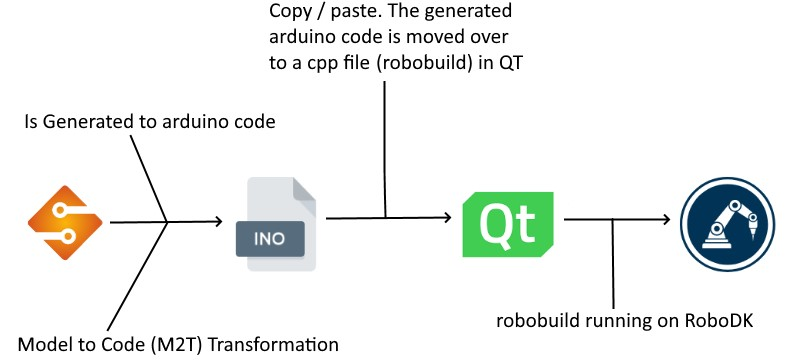 Copy / paste. The generated
arduino code is moved over
to a cpp file (robobuild) in QT
Is Generated to arduino code
INO
Qt
robobuild running on RoboDK
Model to Code (M2T) Transformation